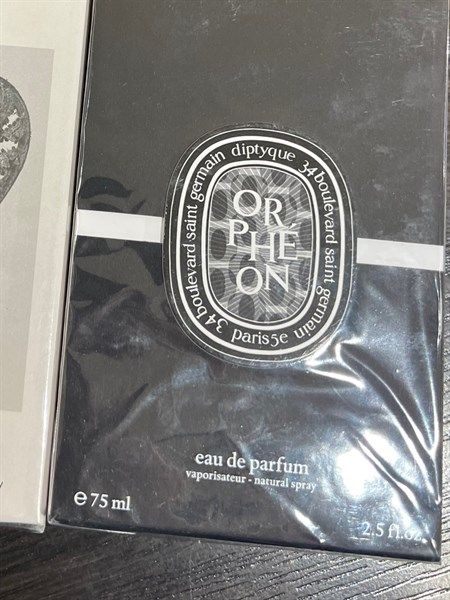 34 boulevard saint germain diptyque 34 boulevard saint germain
paris 5e
OR
PHÉ
ON
eau de parfum
vaporisateur - natural spray
e 75 ml
2.5 fl.oz.